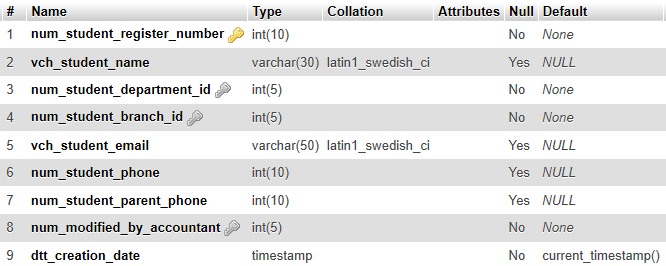 # Name Type Collation Attributes Null Default
1 num_student_register_number int(10) No None
2 vch_student_name varchar(30) latin1_swedish_ci Yes NULL
3 num_student_department_id int(5) No None
4 num_student_branch_id int(5) No None
5 vch_student_email varchar(50) latin1_swedish_ci Yes NULL
6 num_student_phone int(10) Yes NULL
7 num_student_parent_phone int(10) Yes NULL
8 num_modified_by_accountant int(5) No None
9 dtt_creation_date timestamp No current_timestamp()